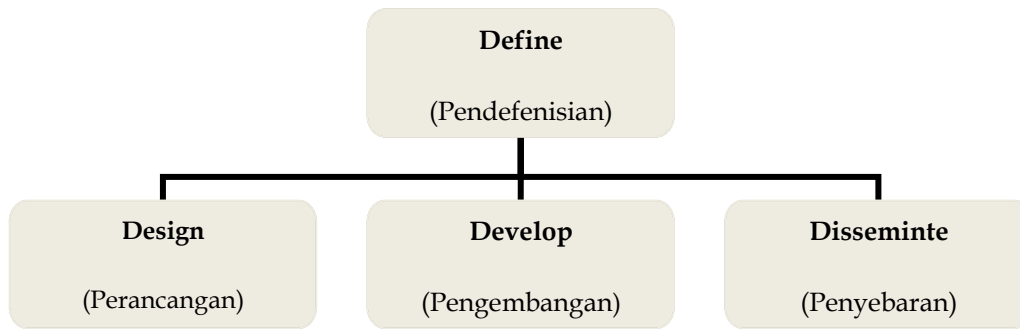 Define
(Pendefenisian)
Design
(Perancangan)
Develop
(Pengembangan)
Disseminte
(Penyebaran)